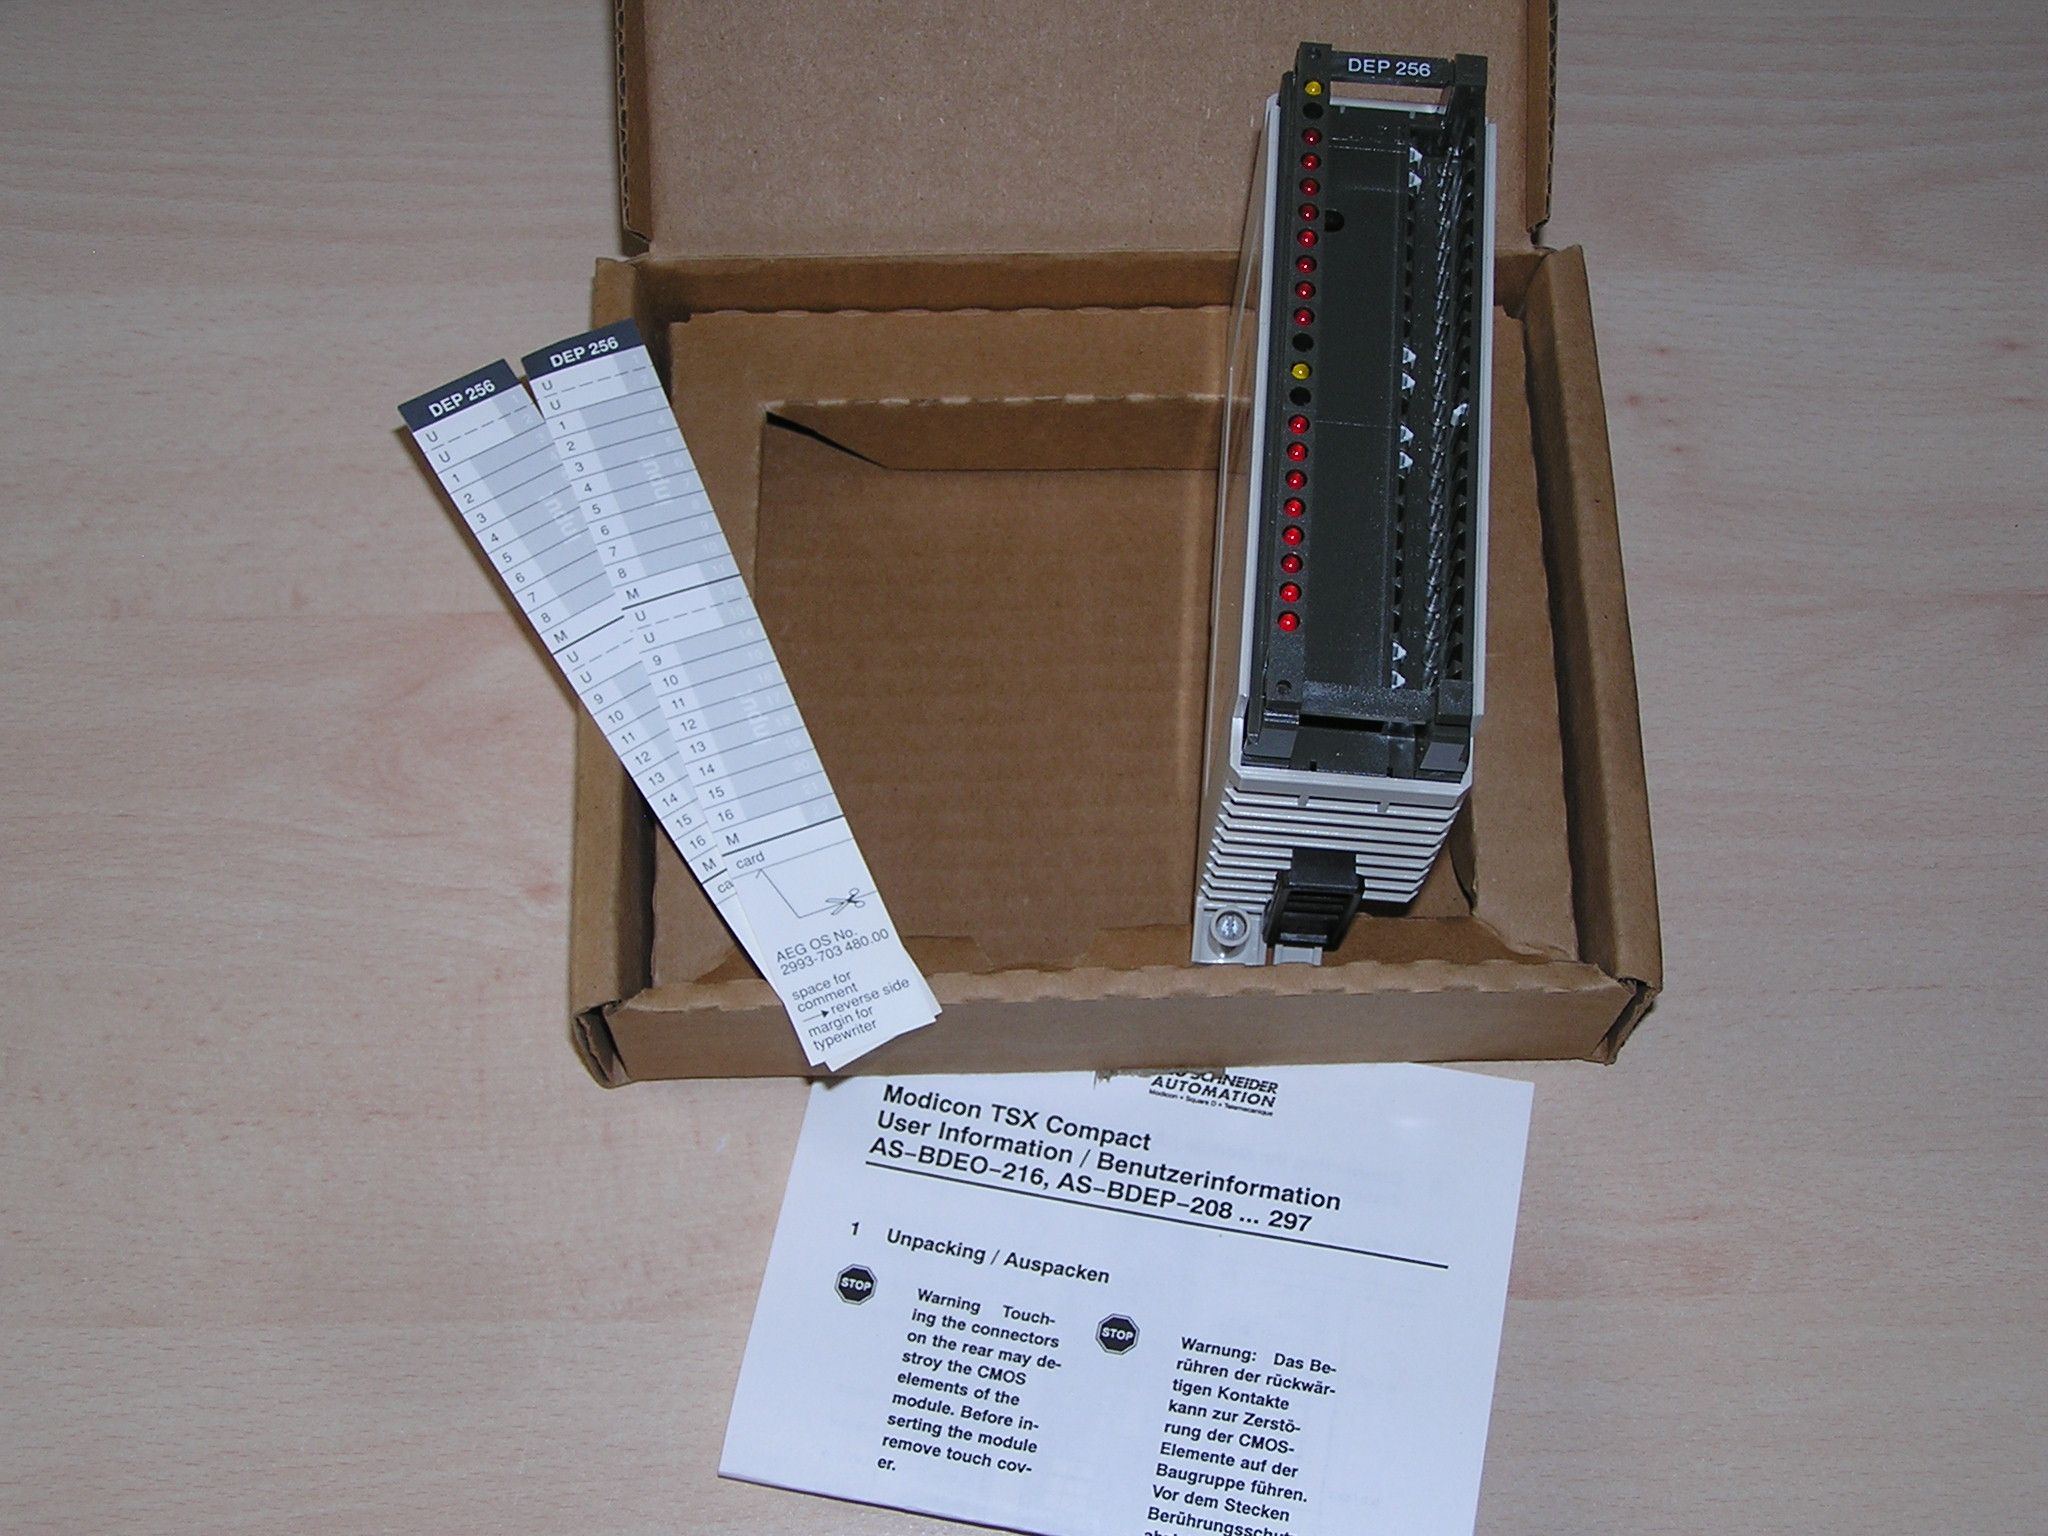 DEP 256
DEP 256
U
U
1
2
3
4
5
6
7
8
M
U
U
9
10
11
12
13
14
15
16
M
DEP 256
U
U
1
2
3
4
5
6
7
8
M
U
U
9
10
11
12
13
14
15
16
M
card
AEG OS No.
2993-703 480.00
space for
comment
reverse side
margin for
typewriter
SCHNEIDER
AUTOMATION
Modicon • Square D • Telemecanique
Modicon TSX Compact
User Information / Benutzerinformation
AS–BDEO–216, AS–BDEP–208 ... 297
1 Unpacking / Auspacken
STOP
Warning Touch-
ing the connectors
on the rear may de-
stroy the CMOS
elements of the
module. Before in-
serting the module
remove touch cov-
er.
STOP
Warnung: Das Be-
rühren der rückwär-
tigen Kontakte
kann zur Zerstö-
rung der CMOS-
Elemente auf der
Baugruppe führen.
Vor dem Stecken